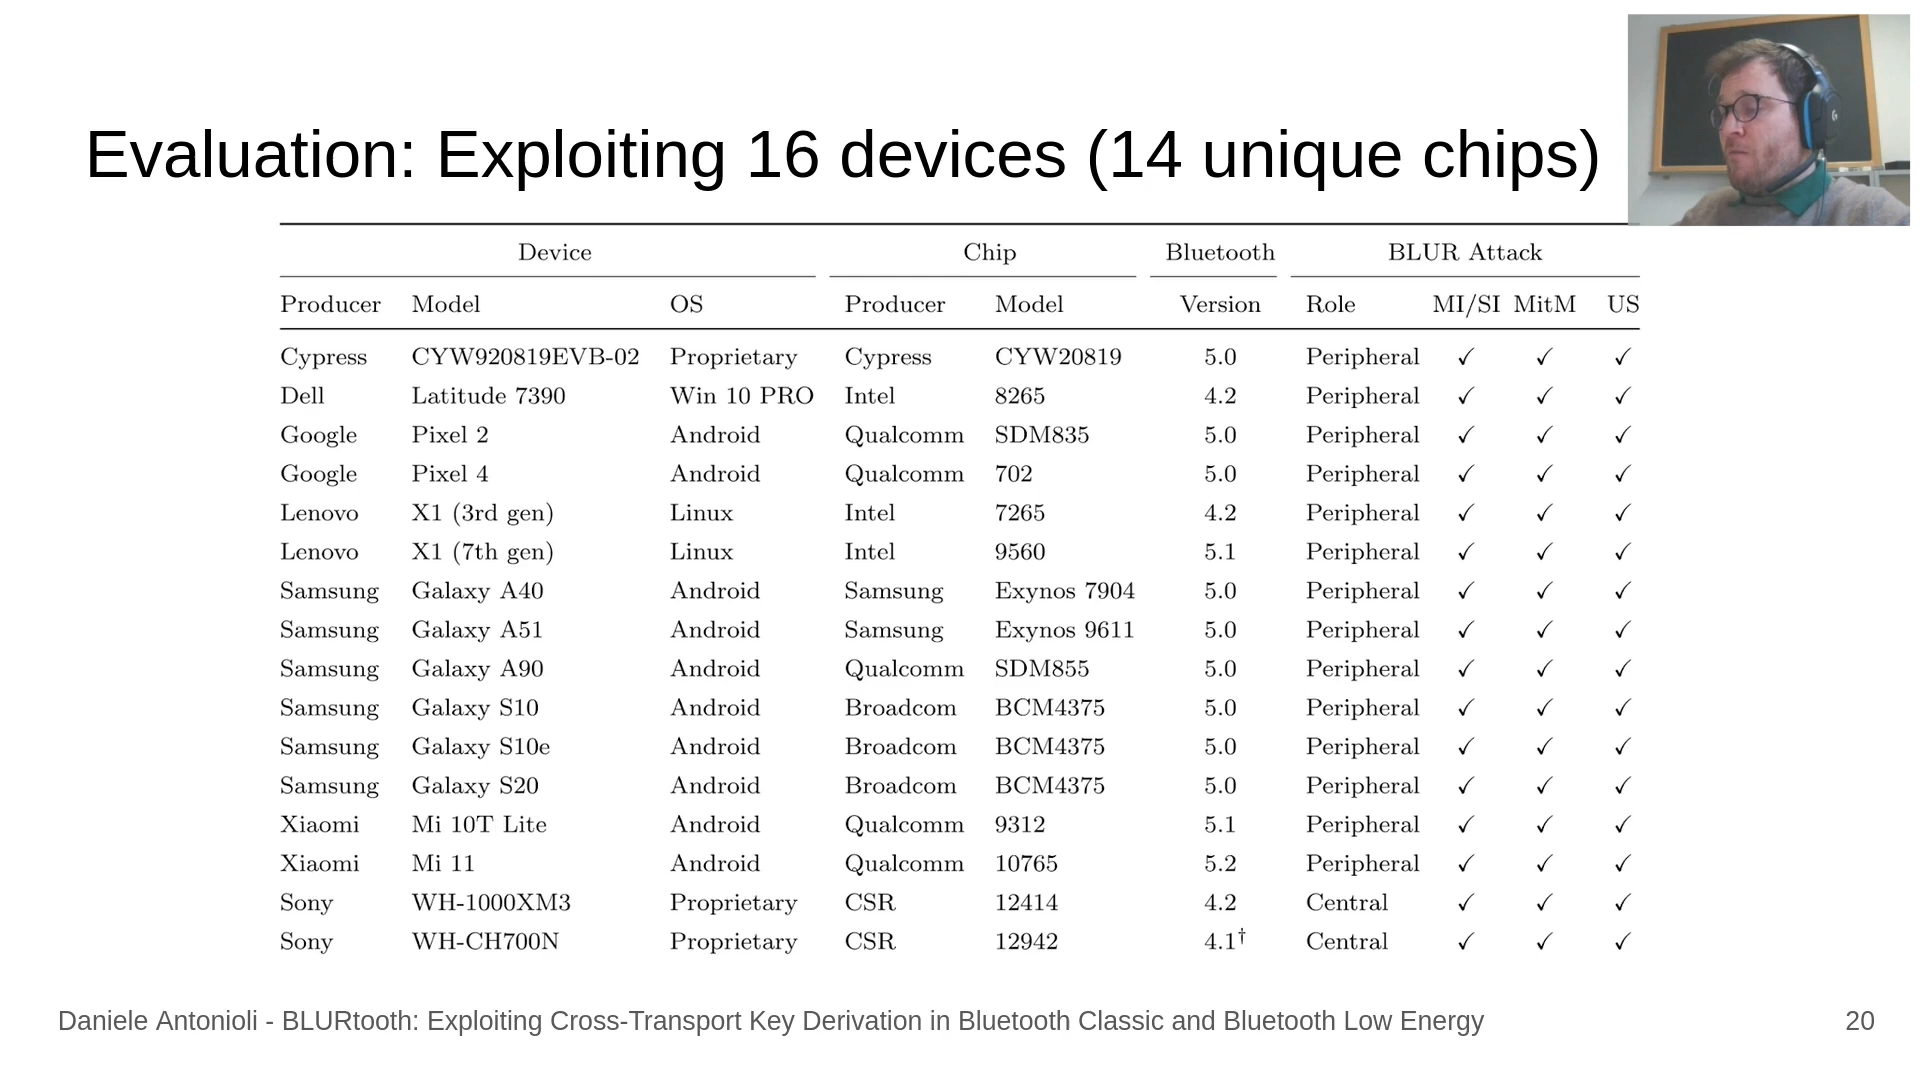 Evaluation: Exploiting 16 devices (14 unique chips)
Device Chip Bluetooth BLUR Attack
Producer Model OS Producer Model Version Role MI/SI MitM US
Cypress CYW920819EVB-02 Proprietary Cypress CYW20819 5.0 Peripheral ✓ ✓ ✓
Dell Latitude 7390 Win 10 PRO Intel 8265 4.2 Peripheral ✓ ✓ ✓
Google Pixel 2 Android Qualcomm SDM835 5.0 Peripheral ✓ ✓ ✓
Google Pixel 4 Android Qualcomm 702 5.0 Peripheral ✓ ✓ ✓
Lenovo X1 (3rd gen) Linux Intel 7265 4.2 Peripheral ✓ ✓ ✓
Lenovo X1 (7th gen) Linux Intel 9560 5.1 Peripheral ✓ ✓ ✓
Samsung Galaxy A40 Android Samsung Exynos 7904 5.0 Peripheral ✓ ✓ ✓
Samsung Galaxy A51 Android Samsung Exynos 9611 5.0 Peripheral ✓ ✓ ✓
Samsung Galaxy A90 Android Qualcomm SDM855 5.0 Peripheral ✓ ✓ ✓
Samsung Galaxy S10 Android Broadcom BCM4375 5.0 Peripheral ✓ ✓ ✓
Samsung Galaxy S10e Android Broadcom BCM4375 5.0 Peripheral ✓ ✓ ✓
Samsung Galaxy S20 Android Broadcom BCM4375 5.0 Peripheral ✓ ✓ ✓
Xiaomi Mi 10T Lite Android Qualcomm 9312 5.1 Peripheral ✓ ✓ ✓
Xiaomi Mi 11 Android Qualcomm 10765 5.2 Peripheral ✓ ✓ ✓
Sony WH-1000XM3 Proprietary CSR 12414 4.2 Central ✓ ✓ ✓
Sony WH-CH700N Proprietary CSR 12942 4.1† Central ✓ ✓ ✓
Daniele Antonioli - BLURtooth: Exploiting Cross-Transport Key Derivation in Bluetooth Classic and Bluetooth Low Energy 20